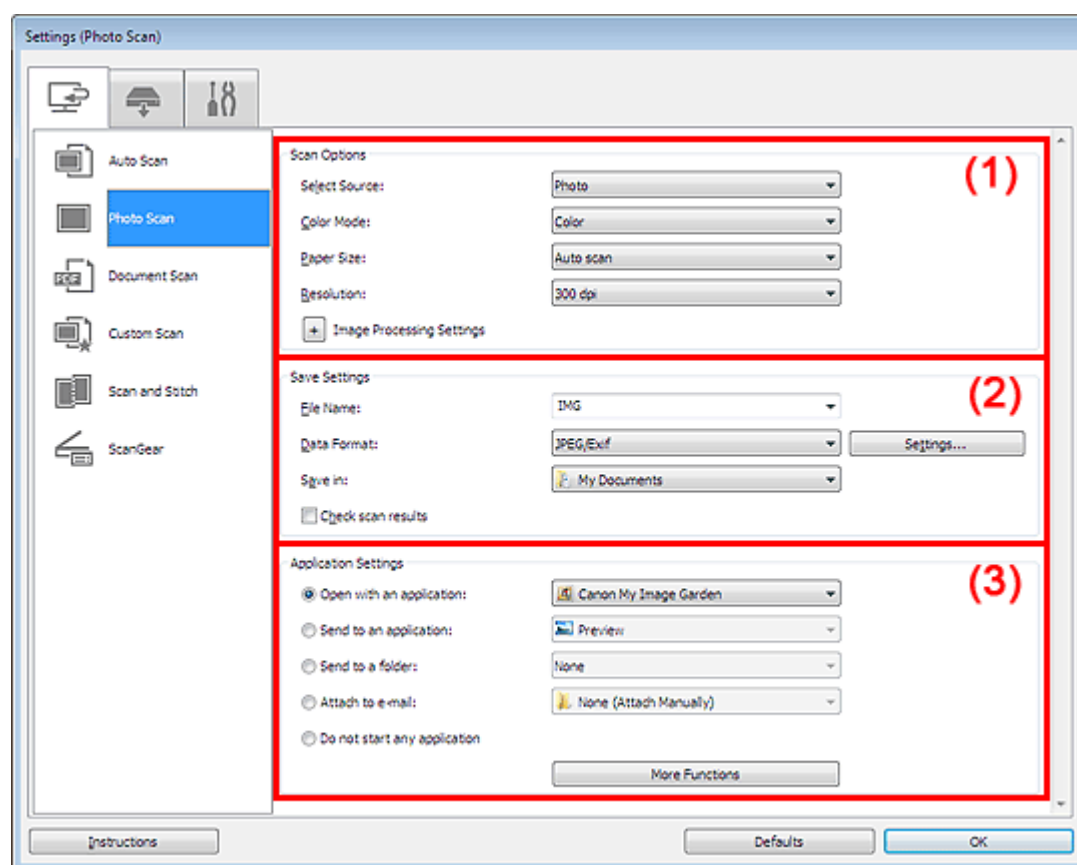 Settings (Photo Scan)
Auto Scan
Photo Scan
Document Scan
Custom Scan
Scan and Stitch
ScanGear
Scan Options
(1)
Select Source: Photo
Color Mode: Color
Paper Size: Auto scan
Resolution: 300 dpi
+ Image Processing Settings
Save Settings
(2)
File Name: IMG
Data Format: JPEG/Exif Settings...
Save in: My Documents
Check scan results
Application Settings
(3)
Open with an application: Canon My Image Garden
Send to an application: Preview
Send to a folder: None
Attach to e-mail: None (Attach Manually)
Do not start any application
More Functions
Instructions Defaults OK